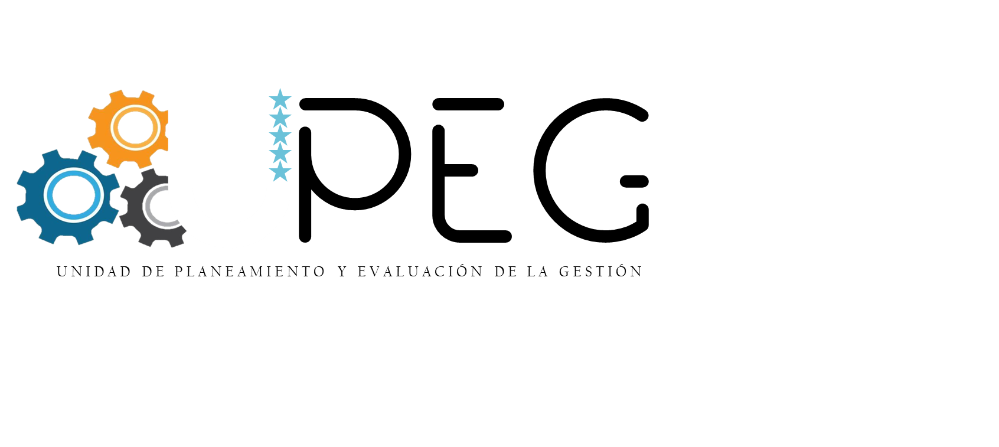 PEG
UNIDAD DE PLANEAMIENTO Y EVALUACIÓN DE LA GESTIÓN